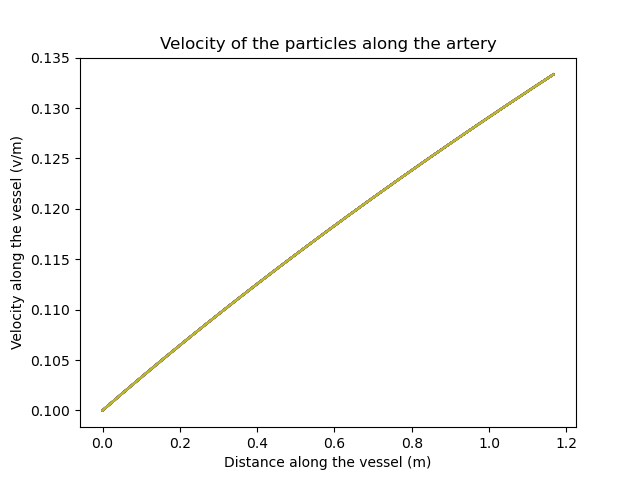 Velocity of the particles along the artery
0.135
0.130
0.125
0.120
0.115
0.110
0.105
0.100
Velocity along the vessel (v/m)
0.0 0.2 0.4 0.6 0.8 1.0 1.2
Distance along the vessel (m)